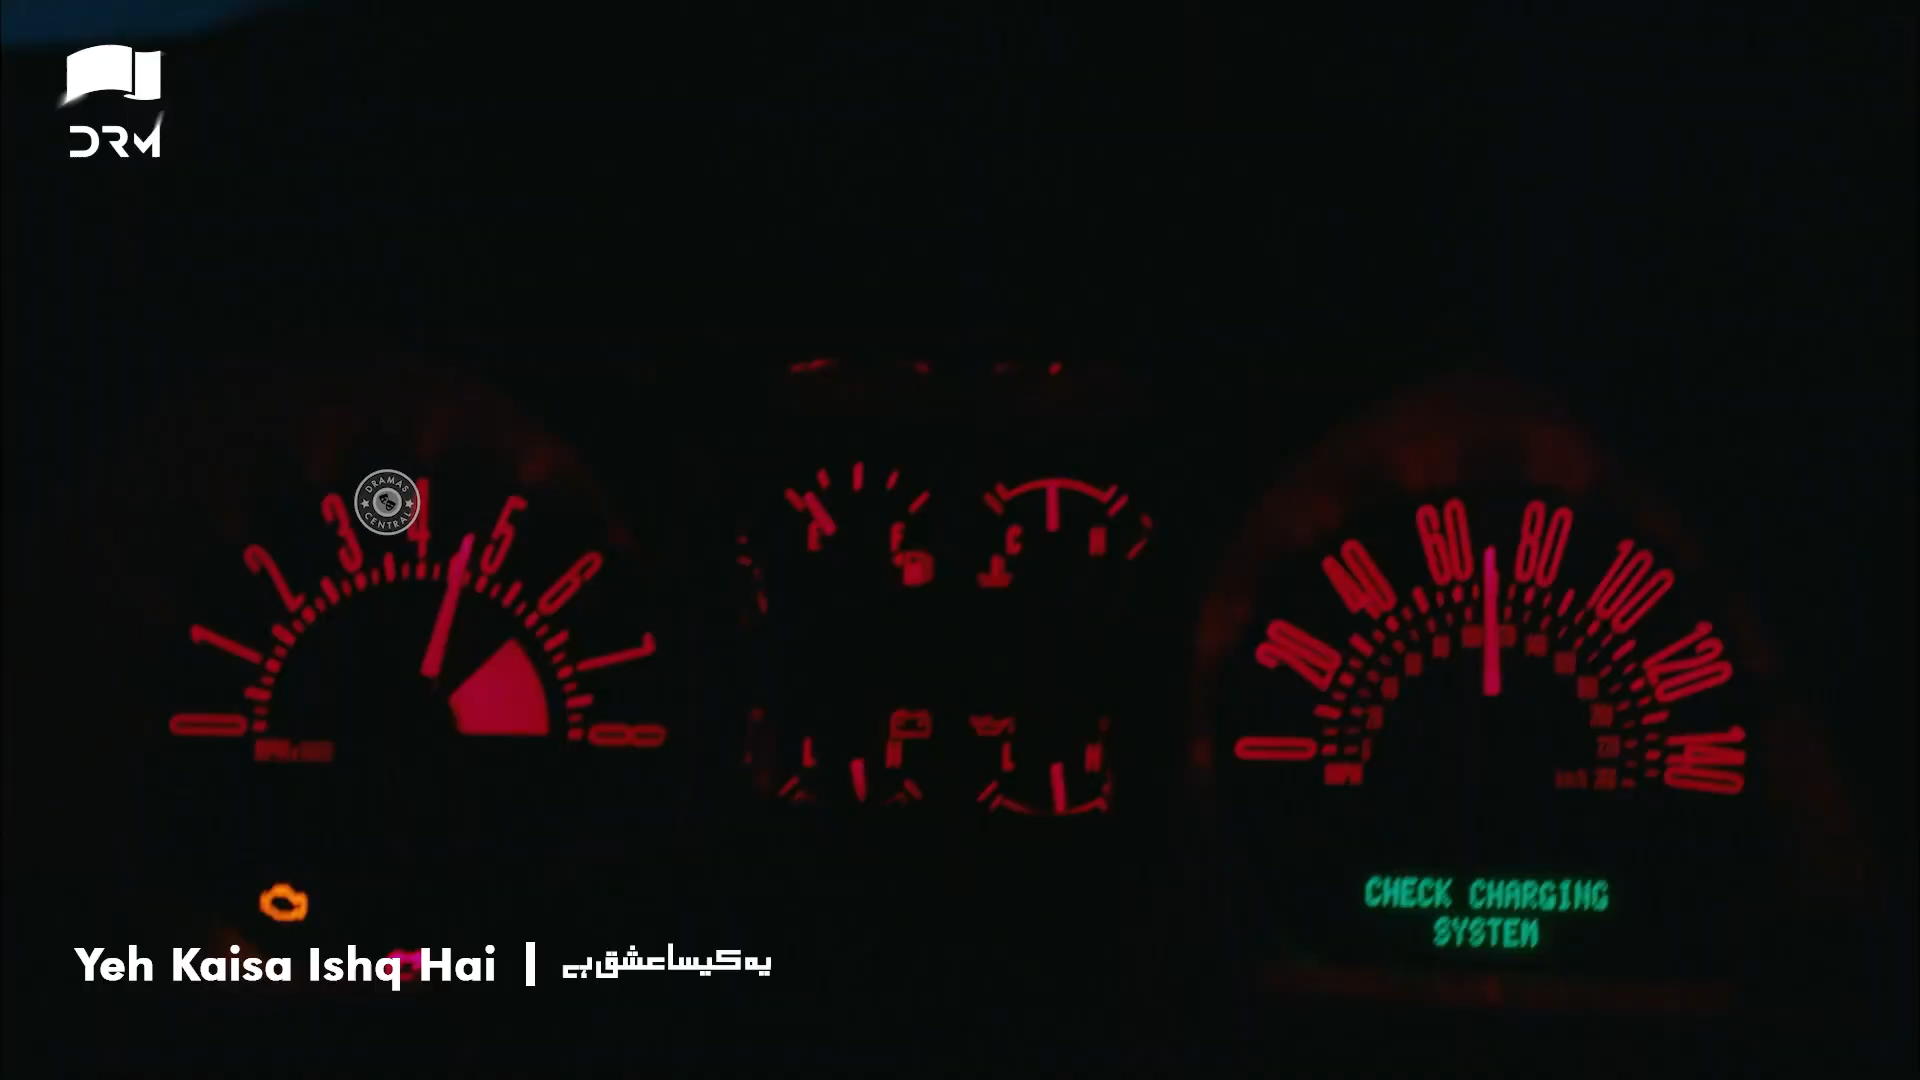 DRM
DRAMAS
CENTRAL
0 1 2 3 4 5 6 7 8
E F
C H
L H
L H
0 20 40 60 80 100 120 140
MPH
CHECK CHARGING
SYSTEM
Yeh Kaisa Ishq Hai | یہ کیسا عشق ہے